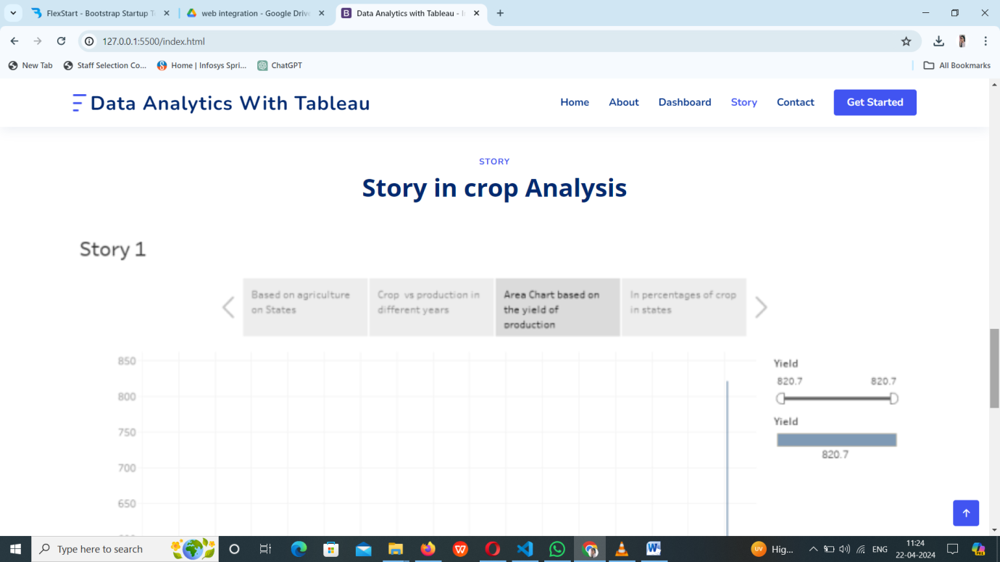 FlexStart - Bootstrap Startup T
web integration - Google Drive
Data Analytics with Tableau - I
127.0.0.1:5500/index.html
New Tab
Staff Selection Co...
Home | Infosys Spri...
ChatGPT
All Bookmarks
Data Analytics With Tableau
Home
About
Dashboard
Story
Contact
Get Started
STORY
Story in crop Analysis
Story 1
Based on agriculture
on States
Crop vs production in
different years
Area Chart based on
the yield of
production
In percentages of crop
in states
850
800
750
700
650
Yield
820.7 820.7
Yield
820.7
Type here to search
UV
Hig...
ENG
11:24
22-04-2024